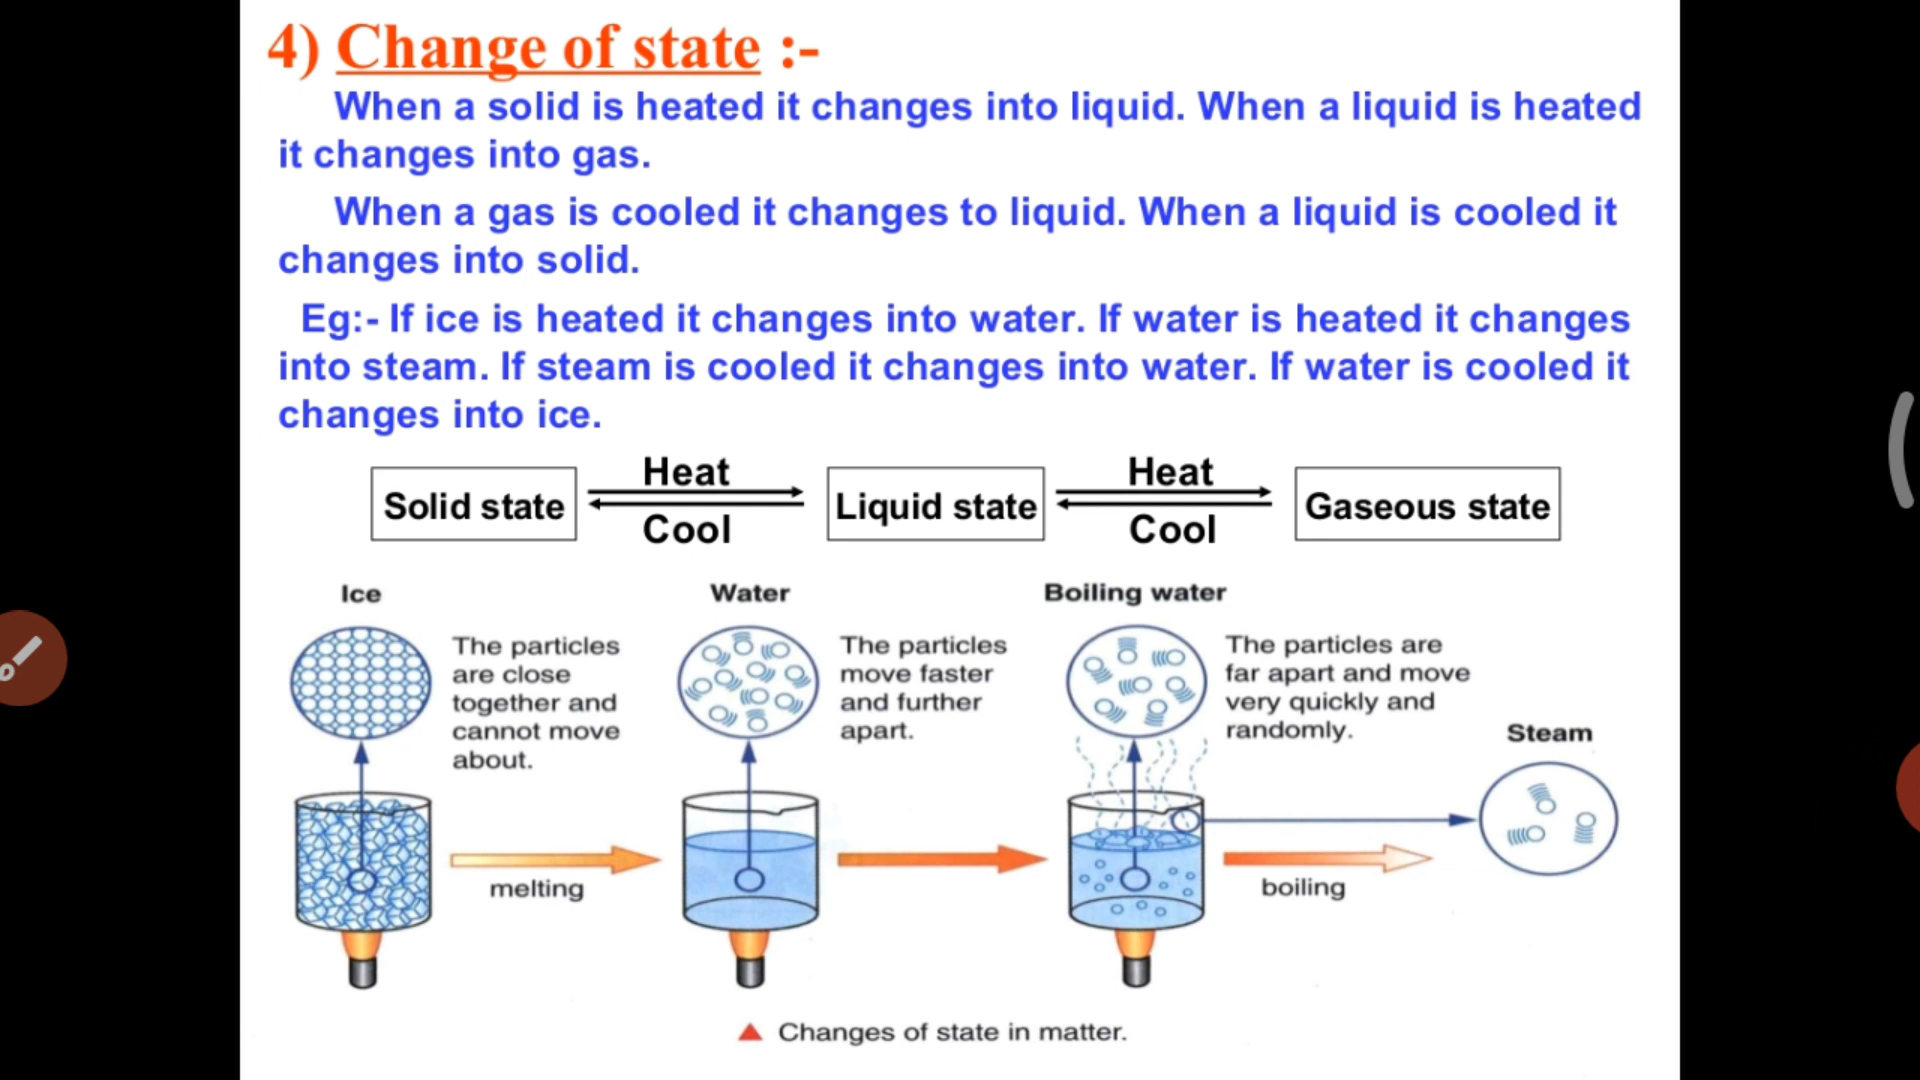 4) Change of state :-
When a solid is heated it changes into liquid. When a liquid is heated
it changes into gas.
When a gas is cooled it changes to liquid. When a liquid is cooled it
changes into solid.
Eg:- If ice is heated it changes into water. If water is heated it changes
into steam. If steam is cooled it changes into water. If water is cooled it
changes into ice.
Heat
Heat
Solid state
Liquid state
Gaseous state
Cool
Cool
Ice
The particles
are close
together and
cannot move
about.
Water
The particles
move faster
and further
apart.
Boiling water
The particles are
far apart and move
very quickly and
randomly.
Steam
melting
boiling
▲ Changes of state in matter.